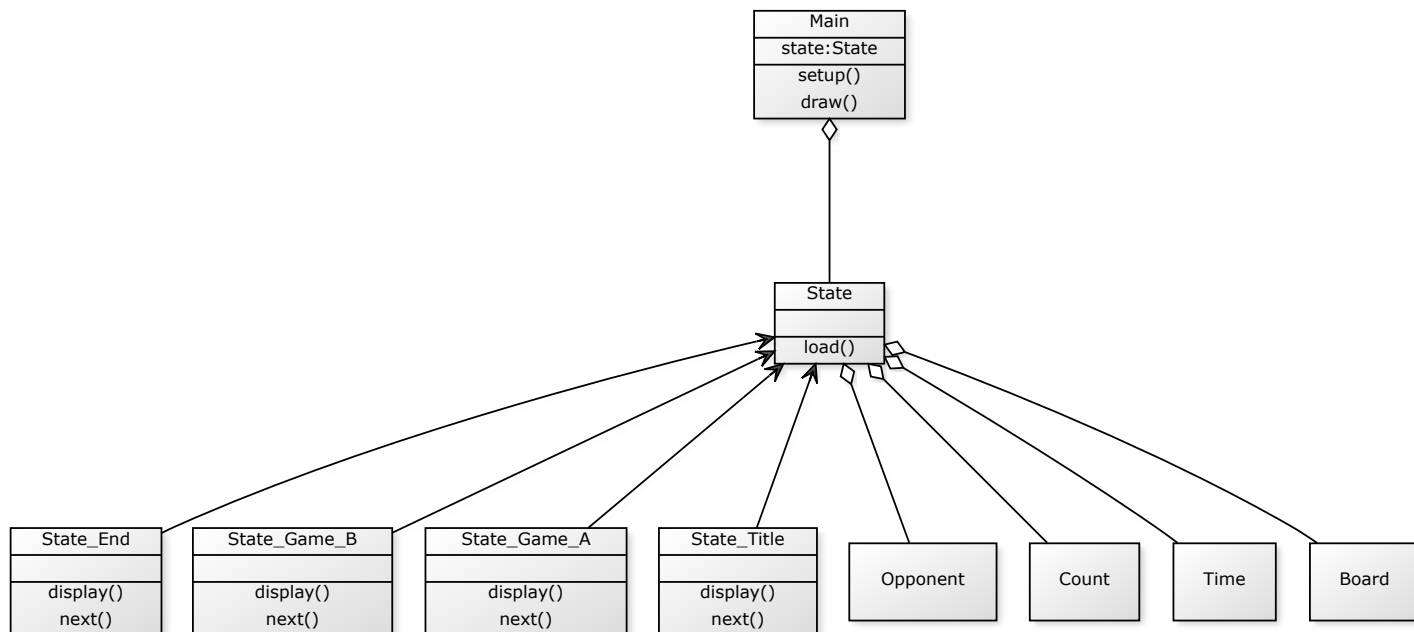 Main
state:State
setup()
draw()
State
load()
State_End
display()
next()
State_Game_B
display()
next()
State_Game_A
display()
next()
State_Title
display()
next()
Opponent
Count
Time
Board